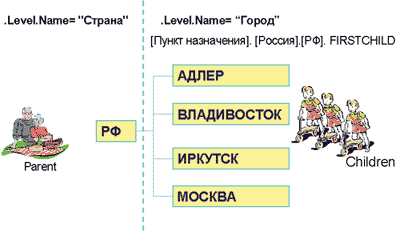 .Level.Name= "Страна"
.Level.Name= “Город”
[Пункт назначения]. [Россия].[РФ]. FIRSTCHILD
АДЛЕР
ВЛАДИВОСТОК
РФ
ИРКУТСК
МОСКВА
Parent
Children